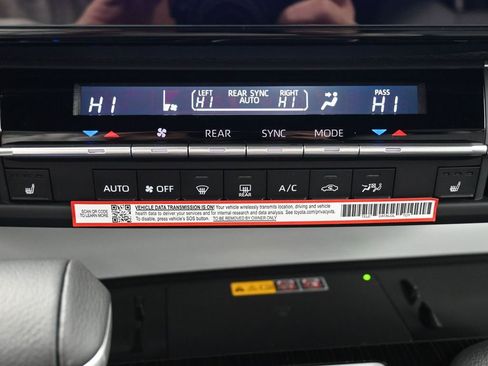 LEFT REAR SYNC RIGHT PASS
HI HI AUTO HI HI
REAR SYNC MODE
AUTO OFF REAR A/C
SCAN QR CODE TO LEARN MORE
VEHICLE DATA TRANSMISSION IS ON! Your vehicle wirelessly transmits location, driving and vehicle
health data to deliver your services and for internal research and data analysis. See toyota.com/privacyvts.
To disable, press vehicle's SOS button. TO BE REMOVED BY OWNER ONLY